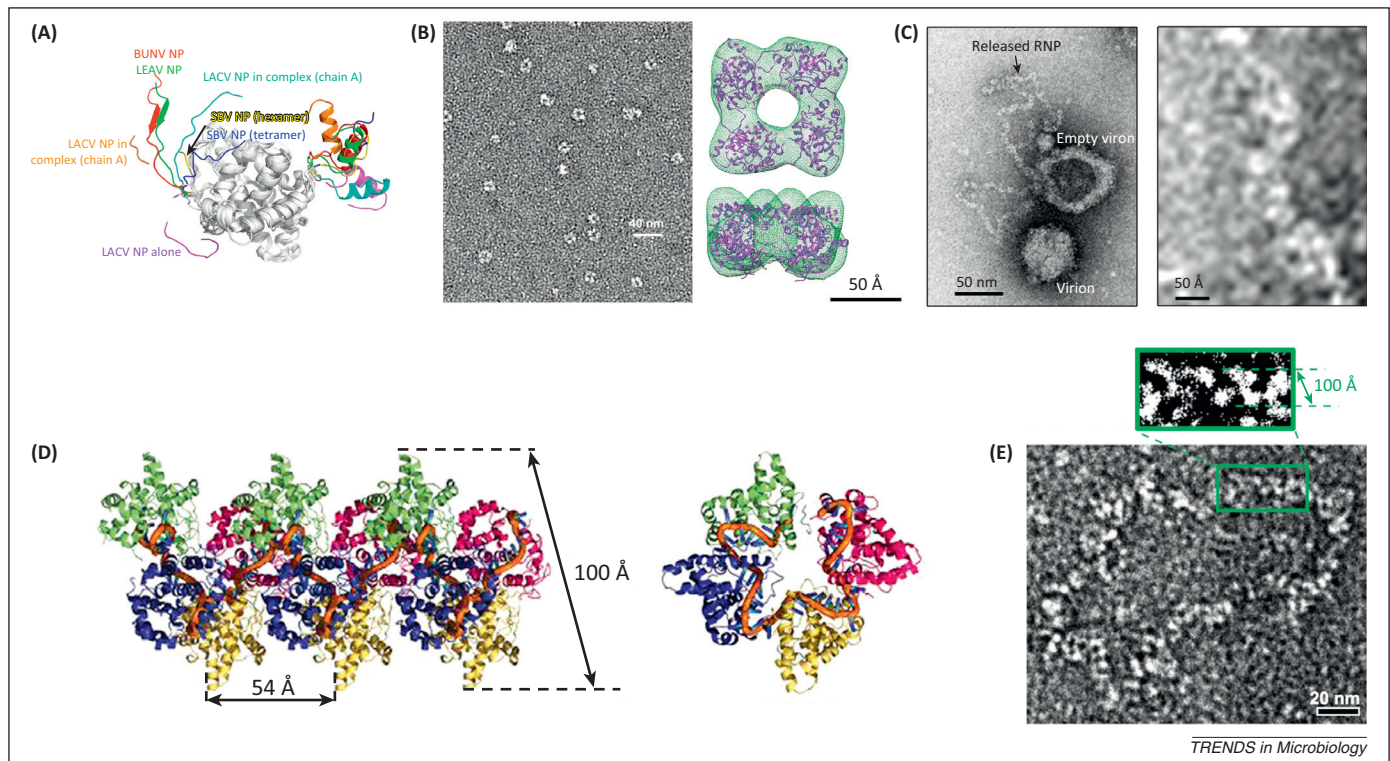 (A)
BUNV NP
LEAV NP
LACV NP in complex (chain A)
SBV NP (hexamer)
SBV NP (tetramer)
LACV NP in
complex (chain A)
LACV NP alone
(B)
40 nm
50 Å
(C)
Released RNP
Empty viron
50 nm
Virion
50 Å
(D)
100 Å
54 Å
100 Å
(E)
20 nm
TRENDS in Microbiology